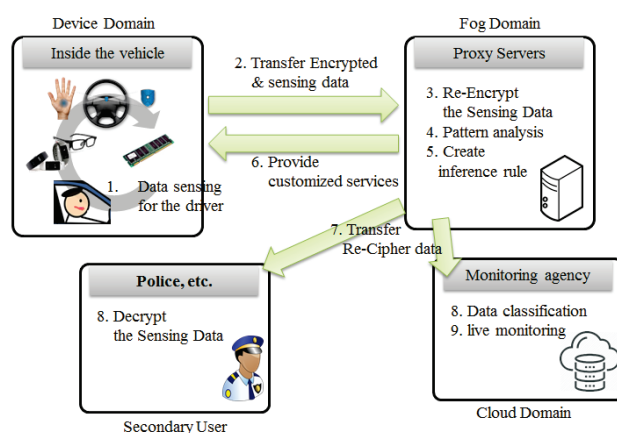 Device Domain
Fog Domain
Inside the vehicle
Proxy Servers
2. Transfer Encrypted
& sensing data
3. Re-Encrypt
the Sensing Data
4. Pattern analysis
5. Create
inference rule
6. Provide
customized services
1. Data sensing
for the driver
7. Transfer
Re-Cipher data
Police, etc.
Monitoring agency
8. Decrypt
the Sensing Data
8. Data classification
9. live monitoring
Secondary User
Cloud Domain